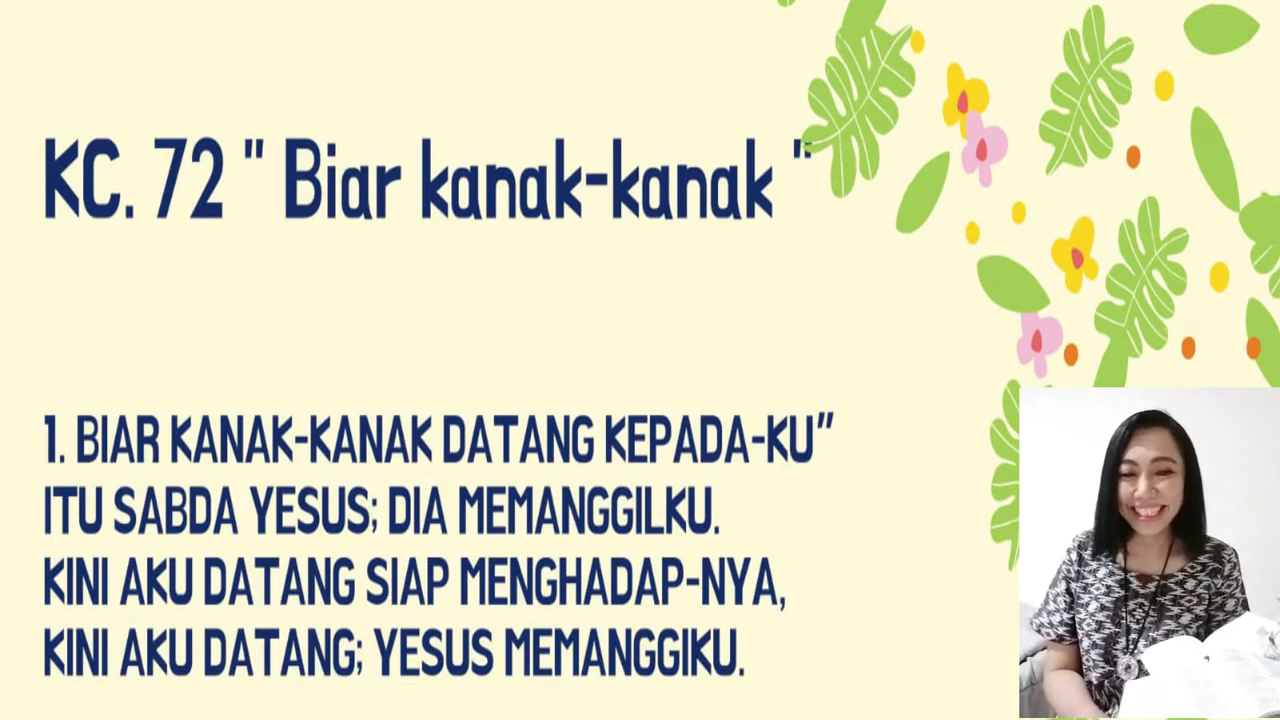 KC. 72 " Biar kanak-kanak "
1. BIAR KANAK-KANAK DATANG KEPADA-KU"
ITU SABDA YESUS; DIA MEMANGGILKU.
KINI AKU DATANG SIAP MENGHADAP-NYA,
KINI AKU DATANG; YESUS MEMANGGIKU.